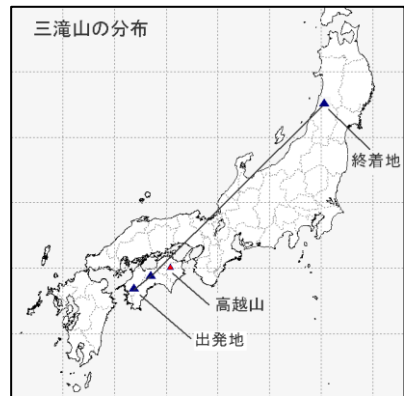 三滝山の分布
終着地
高越山
出発地